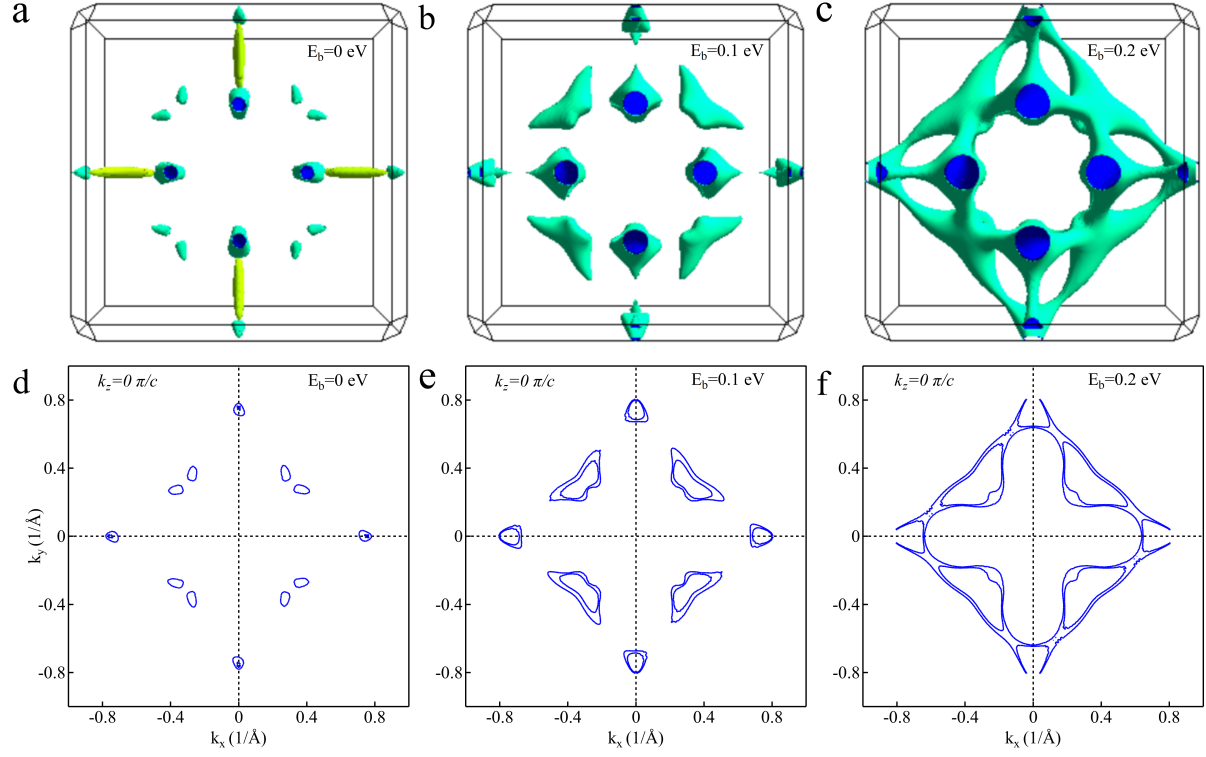 a
E_b=0 eV
b
E_b=0.1 eV
c
E_b=0.2 eV
d
k_z=0 π/c
E_b=0 eV
0.8
0.4
0
-0.4
-0.8
k_y (1/Å)
-0.8 -0.4 0 0.4 0.8
k_x (1/Å)
e
k_z=0 π/c
E_b=0.1 eV
0.8
0.4
0
-0.4
-0.8
-0.8 -0.4 0 0.4 0.8
k_x (1/Å)
f
k_z=0 π/c
E_b=0.2 eV
0.8
0.4
0
-0.4
-0.8
-0.8 -0.4 0 0.4 0.8
k_x (1/Å)